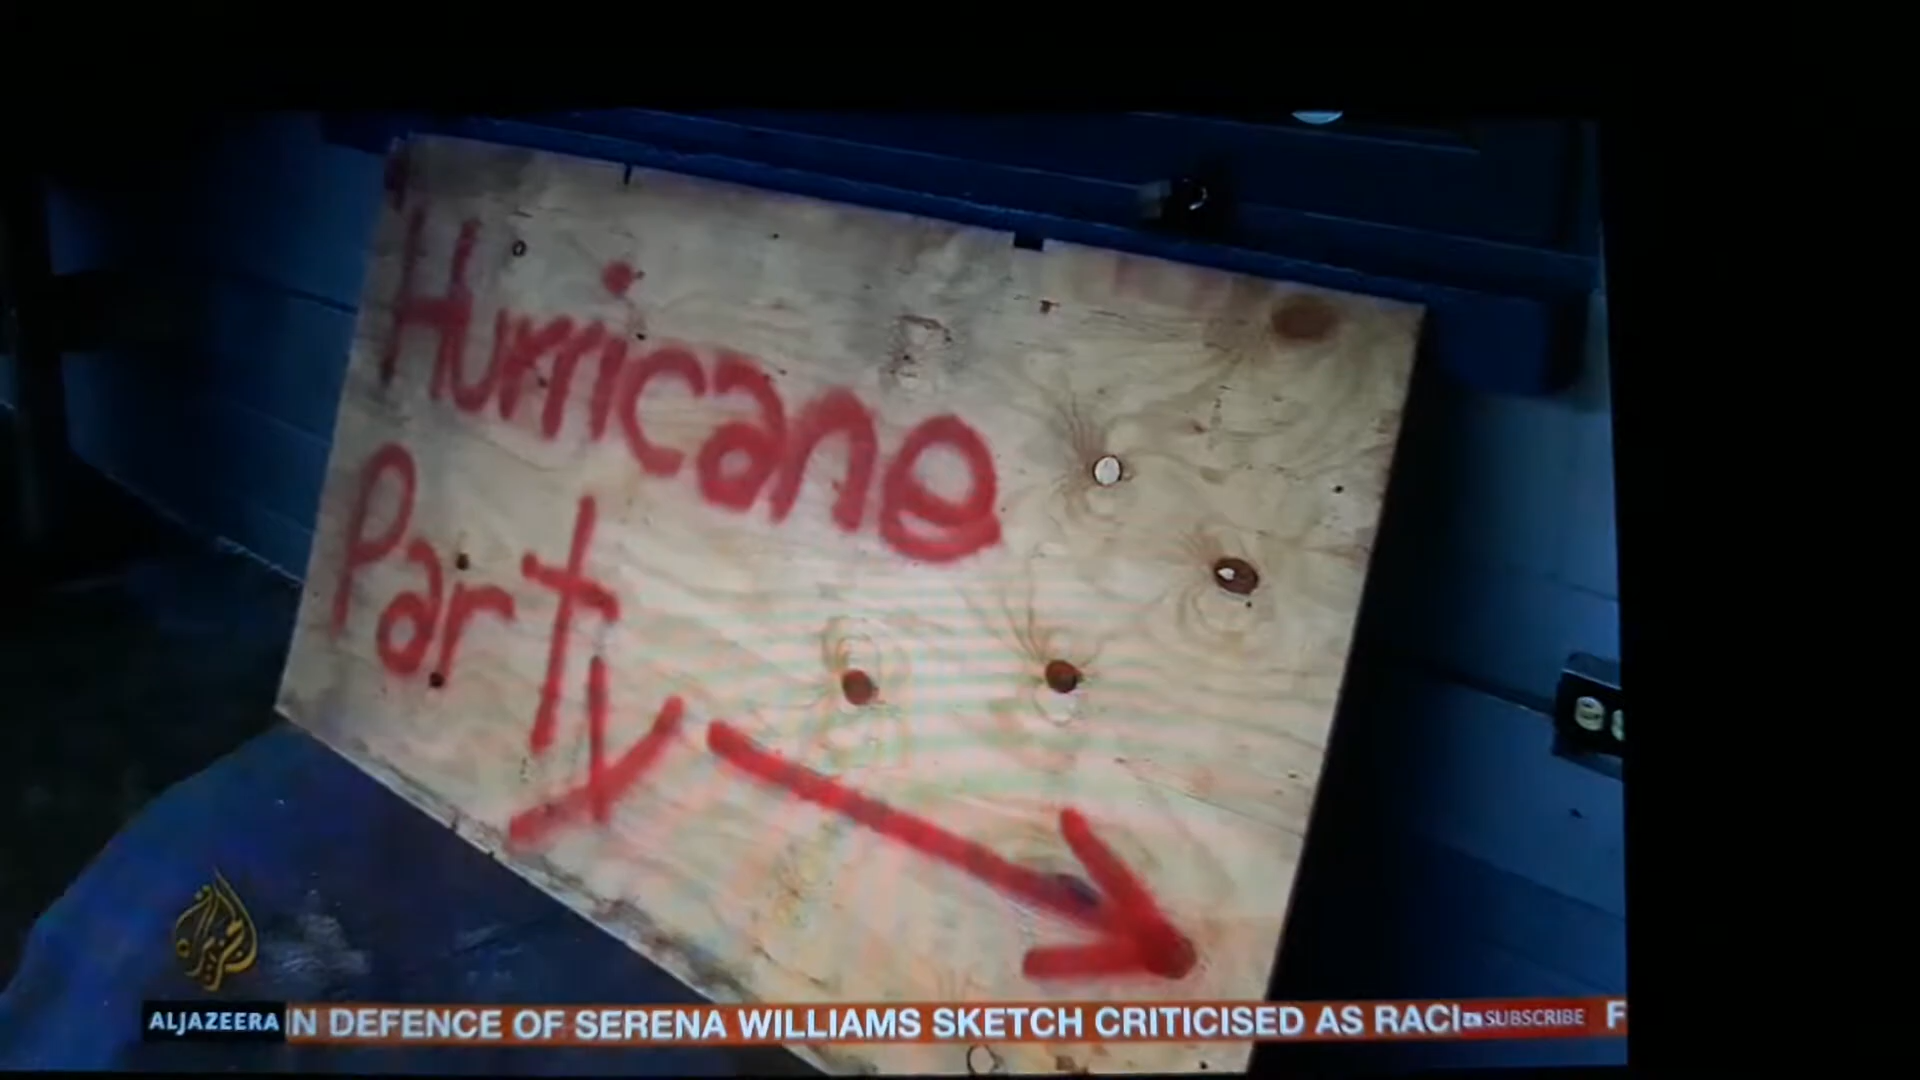 Hurricane
Party
ALJAZEERA
IN DEFENCE OF SERENA WILLIAMS SKETCH CRITICISED AS RACI
SUBSCRIBE
F